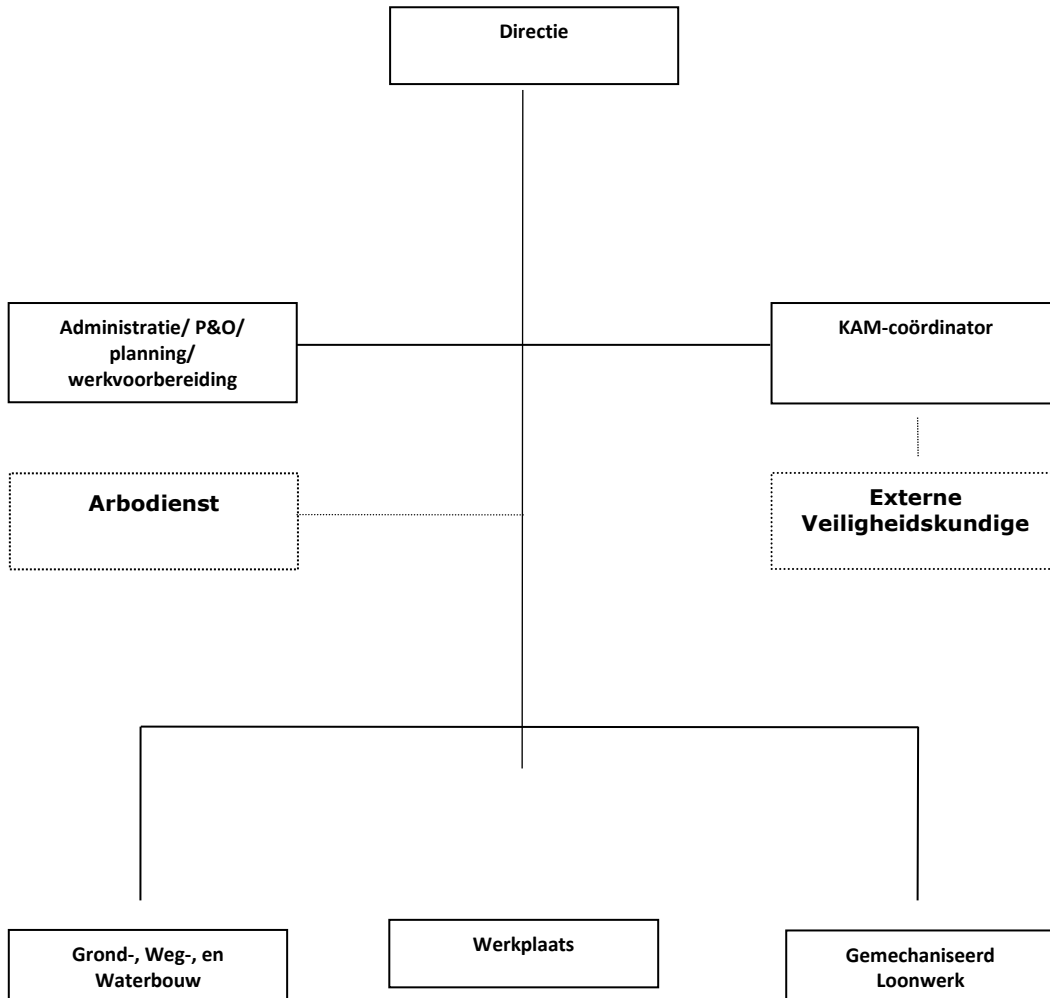 Directie
Administratie/ P&O/
planning/
werkvoorbereiding
KAM-coördinator
Arbodienst
Externe
Veiligheidskundige
Grond-, Weg-, en
Waterbouw
Werkplaats
Gemechaniseerd
Loonwerk